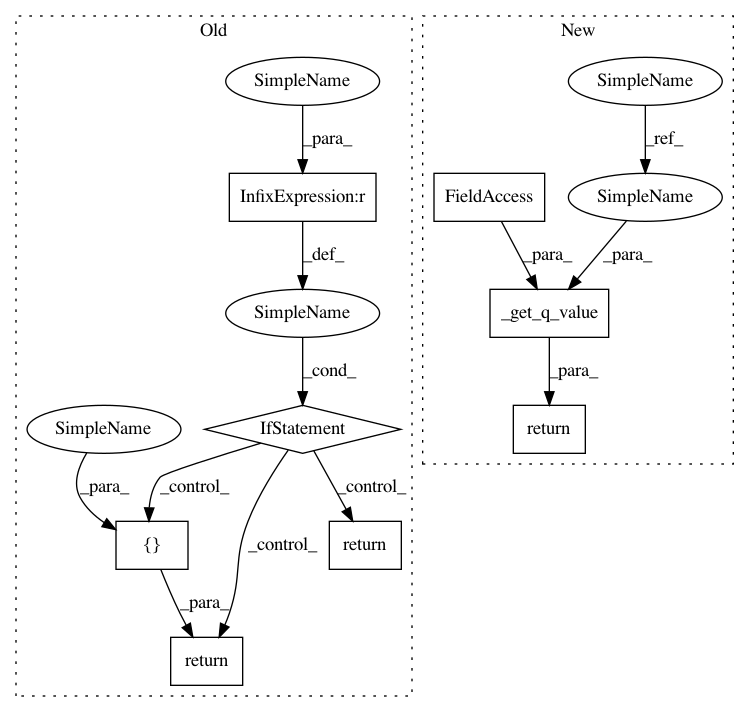 Old
New
SimpleName
SimpleName
_para_
_ref_
InfixExpression:r
FieldAccess
SimpleName
_def_
_para_
_para_
SimpleName
_get_q_value
_cond_
_para_
SimpleName
IfStatement
return
_para_
_control_
_control_
_control_
{}
return
_para_
return